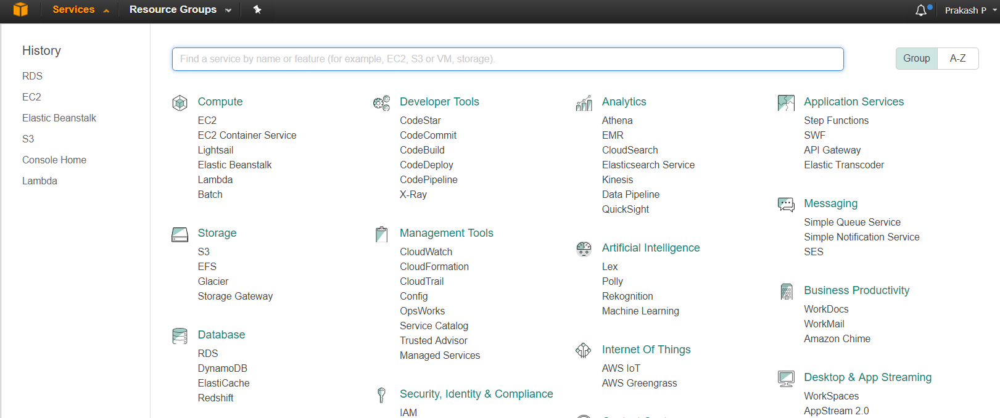 Services
Resource Groups
Prakash P
History
RDS
EC2
Elastic Beanstalk
S3
Console Home
Lambda
Find a service by name or feature (for example, EC2, S3 or VM, storage).
Group
A-Z
Compute
EC2
EC2 Container Service
Lightsail
Elastic Beanstalk
Lambda
Batch
Storage
S3
EFS
Glacier
Storage Gateway
Database
RDS
DynamoDB
ElastiCache
Redshift
Developer Tools
CodeStar
CodeCommit
CodeBuild
CodeDeploy
CodePipeline
X-Ray
Management Tools
CloudWatch
CloudFormation
CloudTrail
Config
OpsWorks
Service Catalog
Trusted Advisor
Managed Services
Security, Identity & Compliance
IAM
Analytics
Athena
EMR
CloudSearch
Elasticsearch Service
Kinesis
Data Pipeline
QuickSight
Artificial Intelligence
Lex
Polly
Rekognition
Machine Learning
Internet Of Things
AWS IoT
AWS Greengrass
Application Services
Step Functions
SWF
API Gateway
Elastic Transcoder
Messaging
Simple Queue Service
Simple Notification Service
SES
Business Productivity
WorkDocs
WorkMail
Amazon Chime
Desktop & App Streaming
WorkSpaces
AppStream 2.0